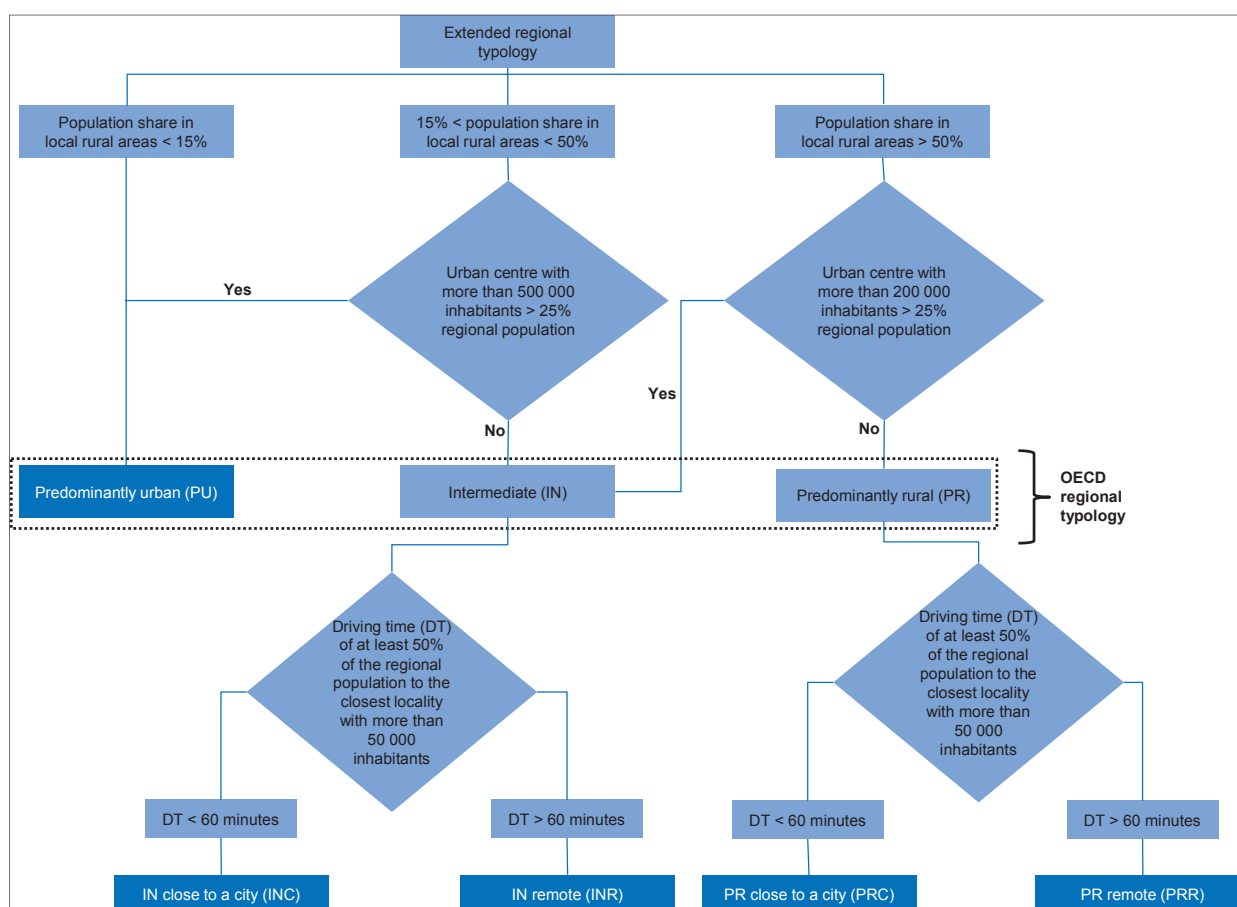 Extended regional
typology
Population share in
local rural areas < 15%
15% < population share in
local rural areas < 50%
Population share in
local rural areas > 50%
Urban centre with
more than 500 000
inhabitants > 25%
regional population
Urban centre with
more than 200 000
inhabitants > 25%
regional population
Yes
Yes
No
No
Predominantly urban (PU)
Intermediate (IN)
Predominantly rural (PR)
OECD
regional
typology
Driving time (DT)
of at least 50%
of the regional
population to the
closest locality
with more than
50 000
inhabitants
Driving time (DT)
of at least 50%
of the regional
population to the
closest locality
with more than
50 000
inhabitants
DT < 60 minutes
DT > 60 minutes
DT < 60 minutes
DT > 60 minutes
IN close to a city (INC)
IN remote (INR)
PR close to a city (PRC)
PR remote (PRR)